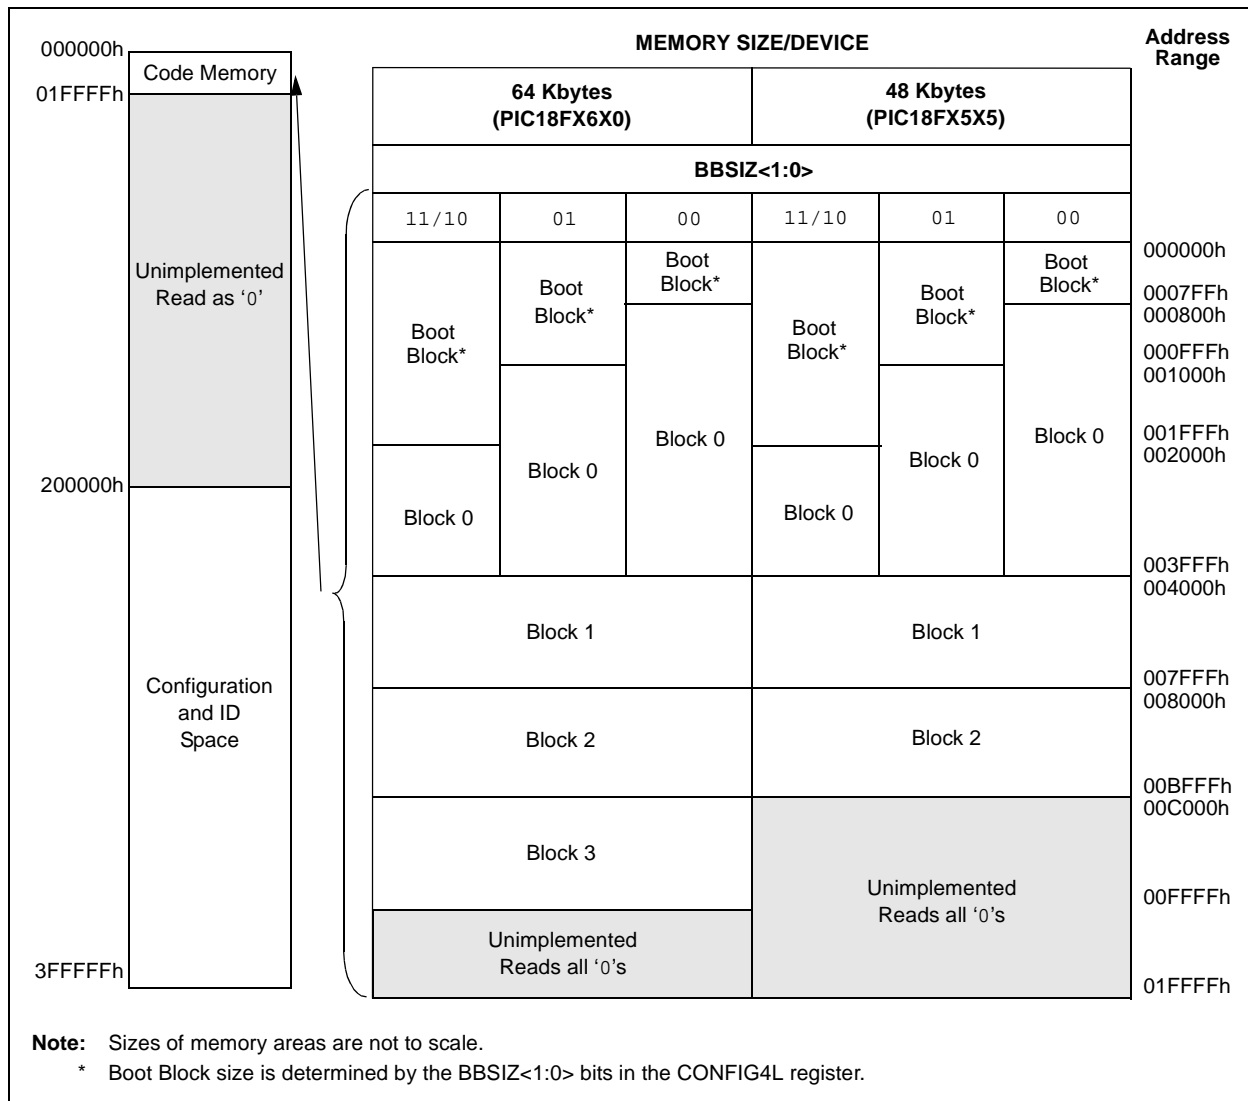 000000h
Code Memory
01FFFFh
Unimplemented
Read as ‘0’
200000h
Configuration
and ID
Space
3FFFFFh
MEMORY SIZE/DEVICE
Address
Range
64 Kbytes
(PIC18FX6X0)
48 Kbytes
(PIC18FX5X5)
BBSIZ<1:0>
11/10 01 00 11/10 01 00
Boot
Block*
Boot
Block*
Boot
Block*
Boot
Block*
Boot
Block*
Boot
Block*
Block 0
Block 0
Block 0
Block 0
Block 0
Block 0
Block 1
Block 1
Block 2
Block 2
Block 3
Unimplemented
Reads all ‘0’s
Unimplemented
Reads all ‘0’s
000000h
0007FFh
000800h
000FFFh
001000h
001FFFh
002000h
003FFFh
004000h
007FFFh
008000h
00BFFFh
00C000h
00FFFFh
01FFFFh
Note: Sizes of memory areas are not to scale.
* Boot Block size is determined by the BBSIZ<1:0> bits in the CONFIG4L register.